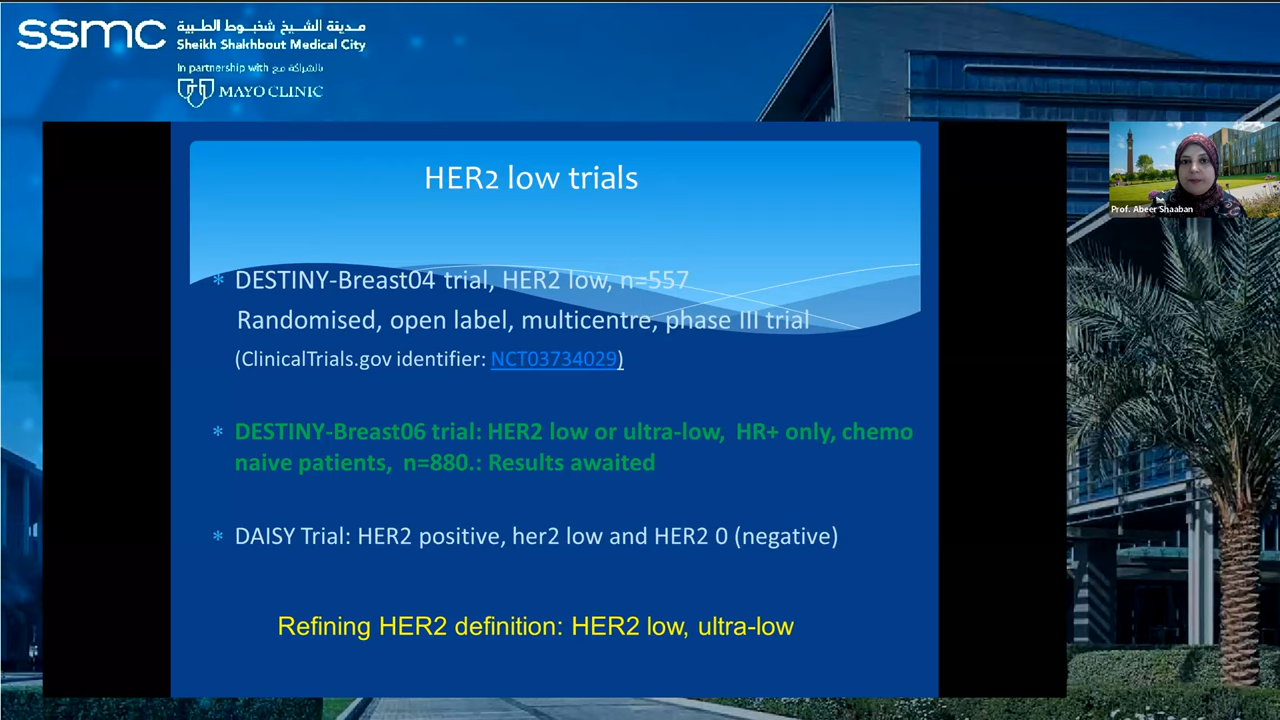 ssmc
مدينة الشيخ شخبوط الطبية
Sheikh Shakhbout Medical City
In partnership with بالشراكة مع
MAYO CLINIC
HER2 low trials
* DESTINY-Breast04 trial, HER2 low, n=557
Randomised, open label, multicentre, phase III trial
(ClinicalTrials.gov identifier: NCT03734029)
* DESTINY-Breast06 trial: HER2 low or ultra-low, HR+ only, chemo
naive patients, n=880.: Results awaited
* DAISY Trial: HER2 positive, her2 low and HER2 0 (negative)
Refining HER2 definition: HER2 low, ultra-low
Prof. Abeer Shaaban